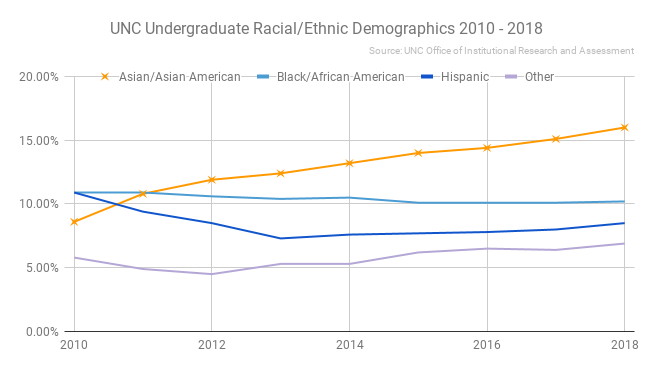 UNC Undergraduate Racial/Ethnic Demographics 2010 - 2018
Source: UNC Office of Institutional Research and Assessment
20.00% Asian/Asian American Black/African American Hispanic Other
15.00%
10.00%
5.00%
0.00%
2010 2012 2014 2016 2018